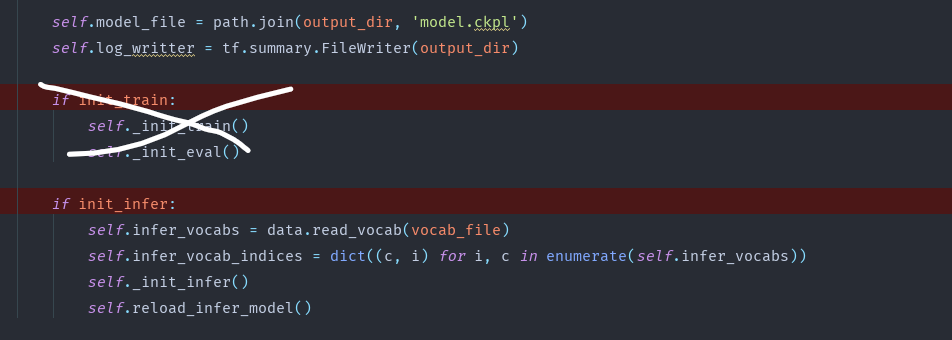 self.model_file = path.join(output_dir, 'model.ckpl')
self.log_writter = tf.summary.FileWriter(output_dir)
if init_train:
self._init_train()
self._init_eval()
if init_infer:
self.infer_vocabs = data.read_vocab(vocab_file)
self.infer_vocab_indices = dict((c, i) for i, c in enumerate(self.infer_vocabs))
self._init_infer()
self.reload_infer_model()